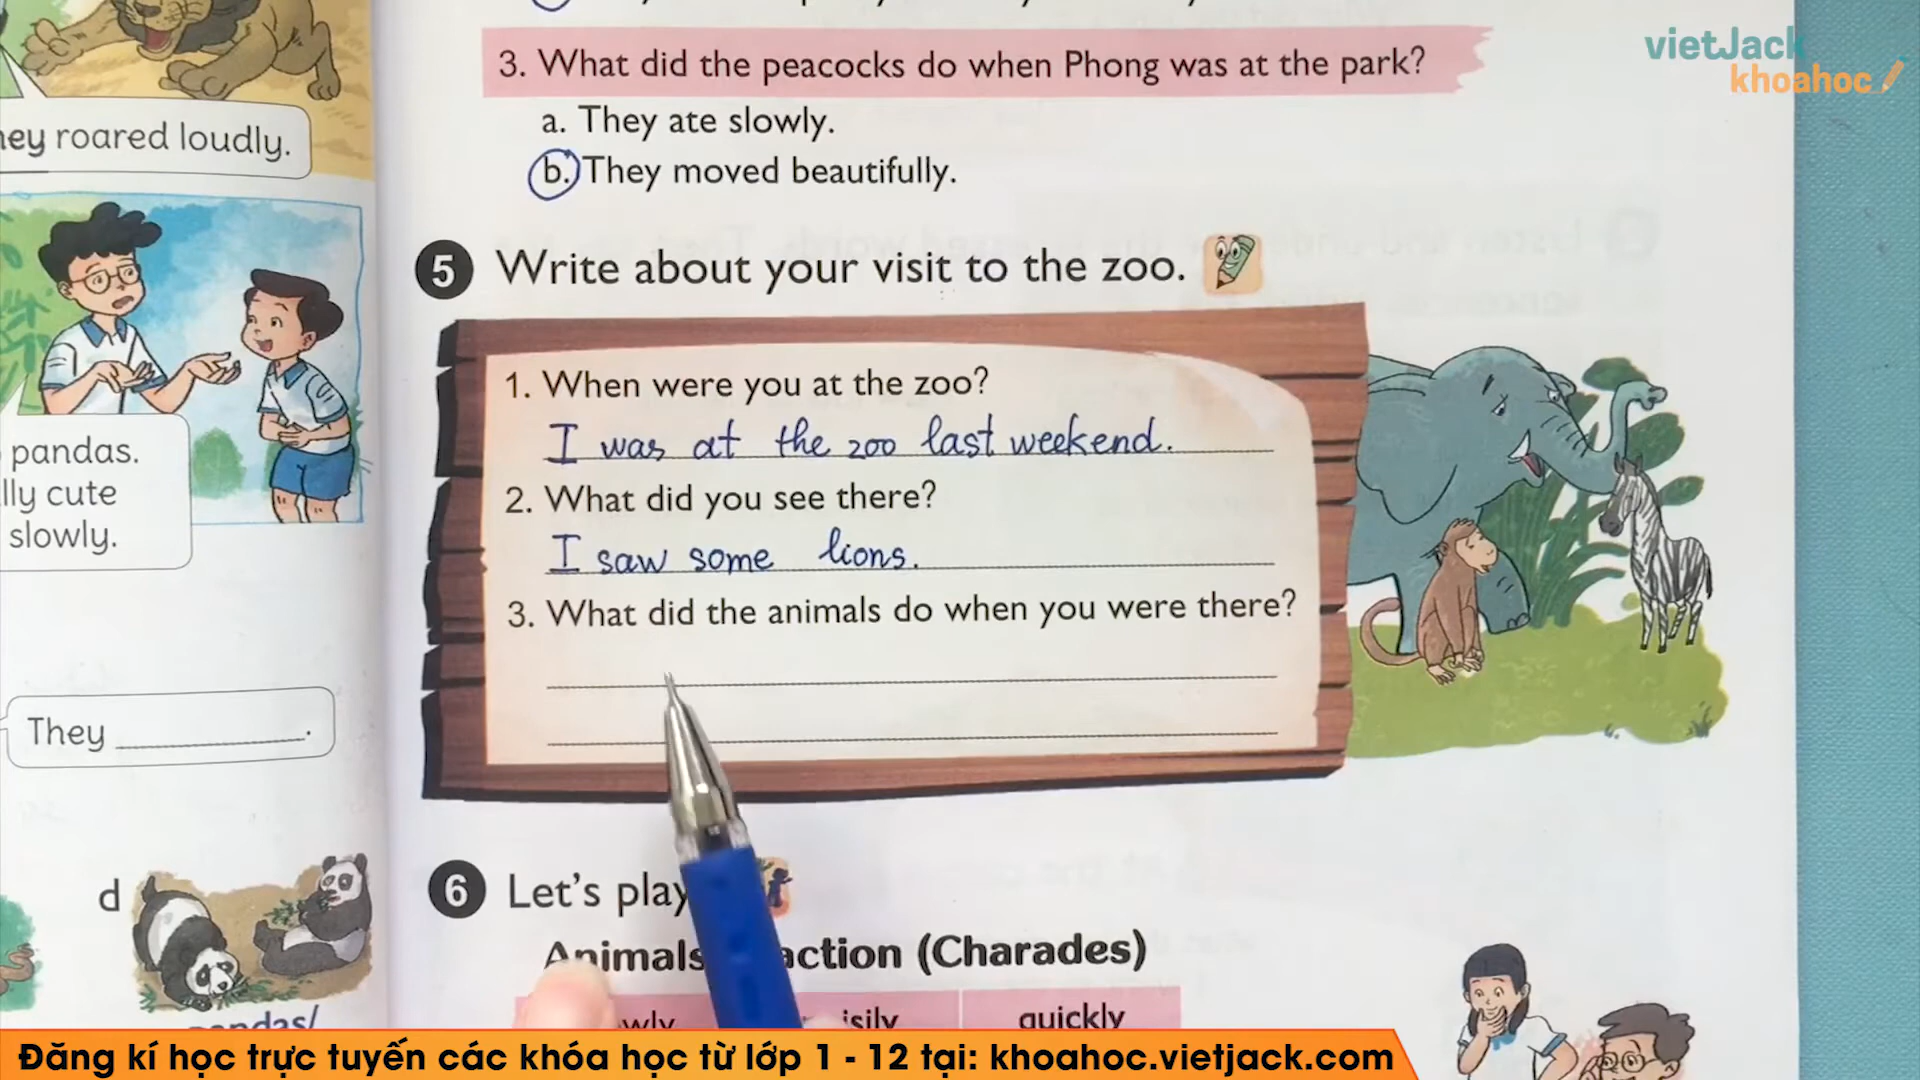 3. What did the peacocks do when Phong was at the park?
a. They ate slowly.
b. They moved beautifully.
vietJack
khoahoc
roared loudly.
5 Write about your visit to the zoo.
1. When were you at the zoo?
I was at the zoo last weekend.
2. What did you see there?
I saw some lions.
3. What did the animals do when you were there?
pandas.
cute
slowly.
They ___.
d
6 Let's play
Animals action (Charades)
quickly
Đăng kí học trực tuyến các khóa học từ lớp 1 - 12 tại: khoahoc.vietjack.com